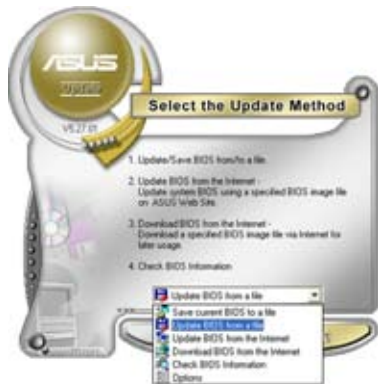 ASUS
Update
V5.27.01
Select the Update Method
1. Update/Save BIOS from/to a file.
2. Update BIOS from the Internet -
Update system BIOS using a specified BIOS image file
on ASUS Web Site.
3. Download BIOS from the Internet -
Download a specified BIOS image file via Internet for
later usage.
4. Check BIOS Information
Update BIOS from a file
Save current BIOS to a file
Update BIOS from a file
Update BIOS from the Internet
Download BIOS from the Internet
Check BIOS Information
Options